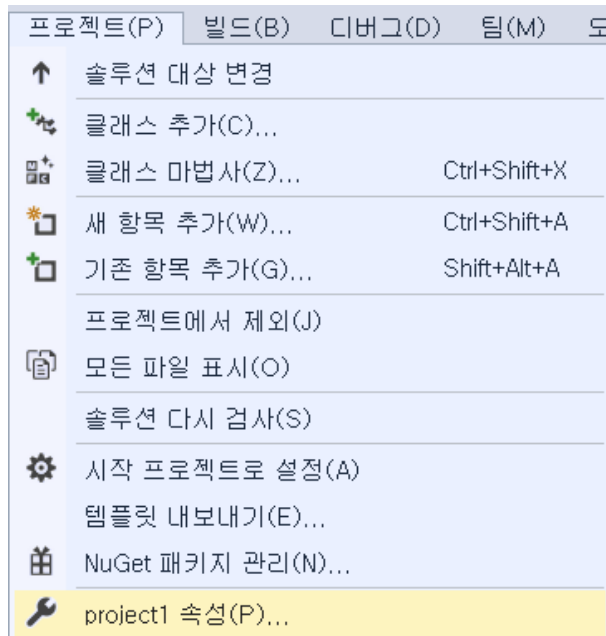 프로젝트(P) 빌드(B) 디버그(D) 팀(M)
솔루션 대상 변경
클래스 추가(C)...
클래스 마법사(Z)... Ctrl+Shift+X
새 항목 추가(W)... Ctrl+Shift+A
기존 항목 추가(G)... Shift+Alt+A
프로젝트에서 제외(J)
모든 파일 표시(O)
솔루션 다시 검사(S)
시작 프로젝트로 설정(A)
템플릿 내보내기(E)...
NuGet 패키지 관리(N)...
project1 속성(P)...